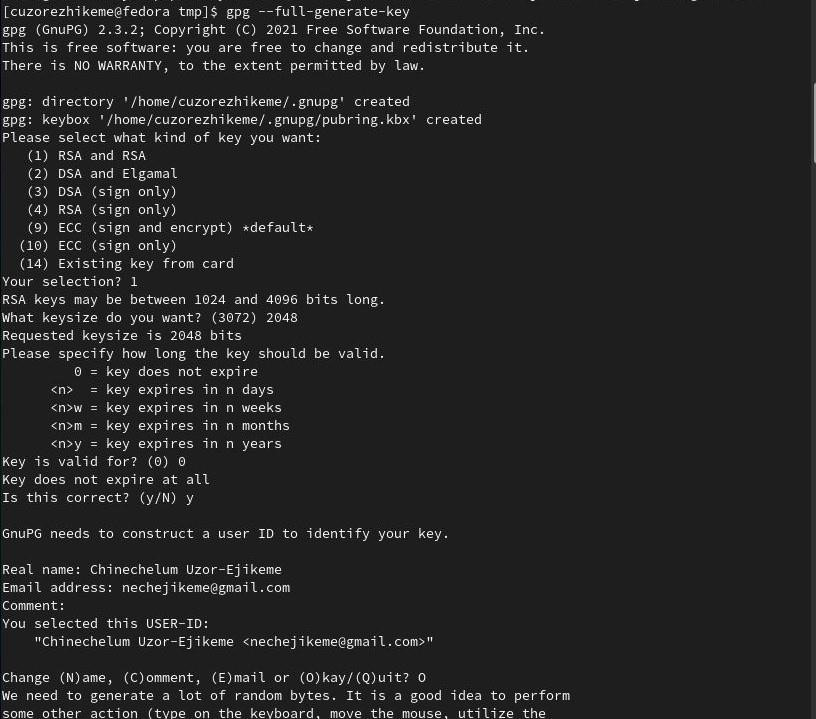 [cuzorezhikeme@fedora tmp]$ gpg --full-generate-key
gpg (GnuPG) 2.3.2; Copyright (C) 2021 Free Software Foundation, Inc.
This is free software: you are free to change and redistribute it.
There is NO WARRANTY, to the extent permitted by law.
gpg: directory '/home/cuzorezhikeme/.gnupg' created
gpg: keybox '/home/cuzorezhikeme/.gnupg/pubring.kbx' created
Please select what kind of key you want:
(1) RSA and RSA
(2) DSA and Elgamal
(3) DSA (sign only)
(4) RSA (sign only)
(9) ECC (sign and encrypt) *default*
(10) ECC (sign only)
(14) Existing key from card
Your selection? 1
RSA keys may be between 1024 and 4096 bits long.
What keysize do you want? (3072) 2048
Requested keysize is 2048 bits
Please specify how long the key should be valid.
0 = key does not expire
<n>  = key expires in n days
<n>w = key expires in n weeks
<n>m = key expires in n months
<n>y = key expires in n years
Key is valid for? (0) 0
Key does not expire at all
Is this correct? (y/N) y
GnuPG needs to construct a user ID to identify your key.
Real name: Chinechelum Uzor-Ejikeme
Email address: nechejikeme@gmail.com
Comment:
You selected this USER-ID:
"Chinechelum Uzor-Ejikeme <nechejikeme@gmail.com>"
Change (N)ame, (C)omment, (E)mail or (O)kay/(Q)uit? O
We need to generate a lot of random bytes. It is a good idea to perform
some other action (type on the keyboard, move the mouse, utilize the